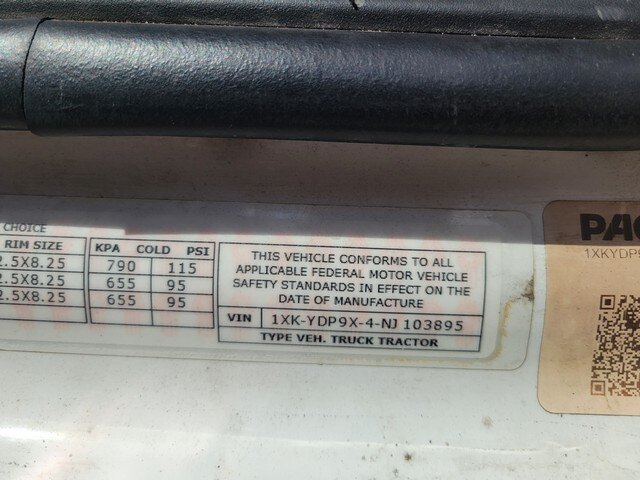 CHOICE
RIM SIZE KPA COLD PSI
2.5X8.25 790 115
2.5X8.25 655 95
2.5X8.25 655 95
THIS VEHICLE CONFORMS TO ALL
APPLICABLE FEDERAL MOTOR VEHICLE
SAFETY STANDARDS IN EFFECT ON THE
DATE OF MANUFACTURE
VIN 1XK-YDP9X-4-NJ 103895
TYPE VEH. TRUCK TRACTOR
PAC
1XKYDP9